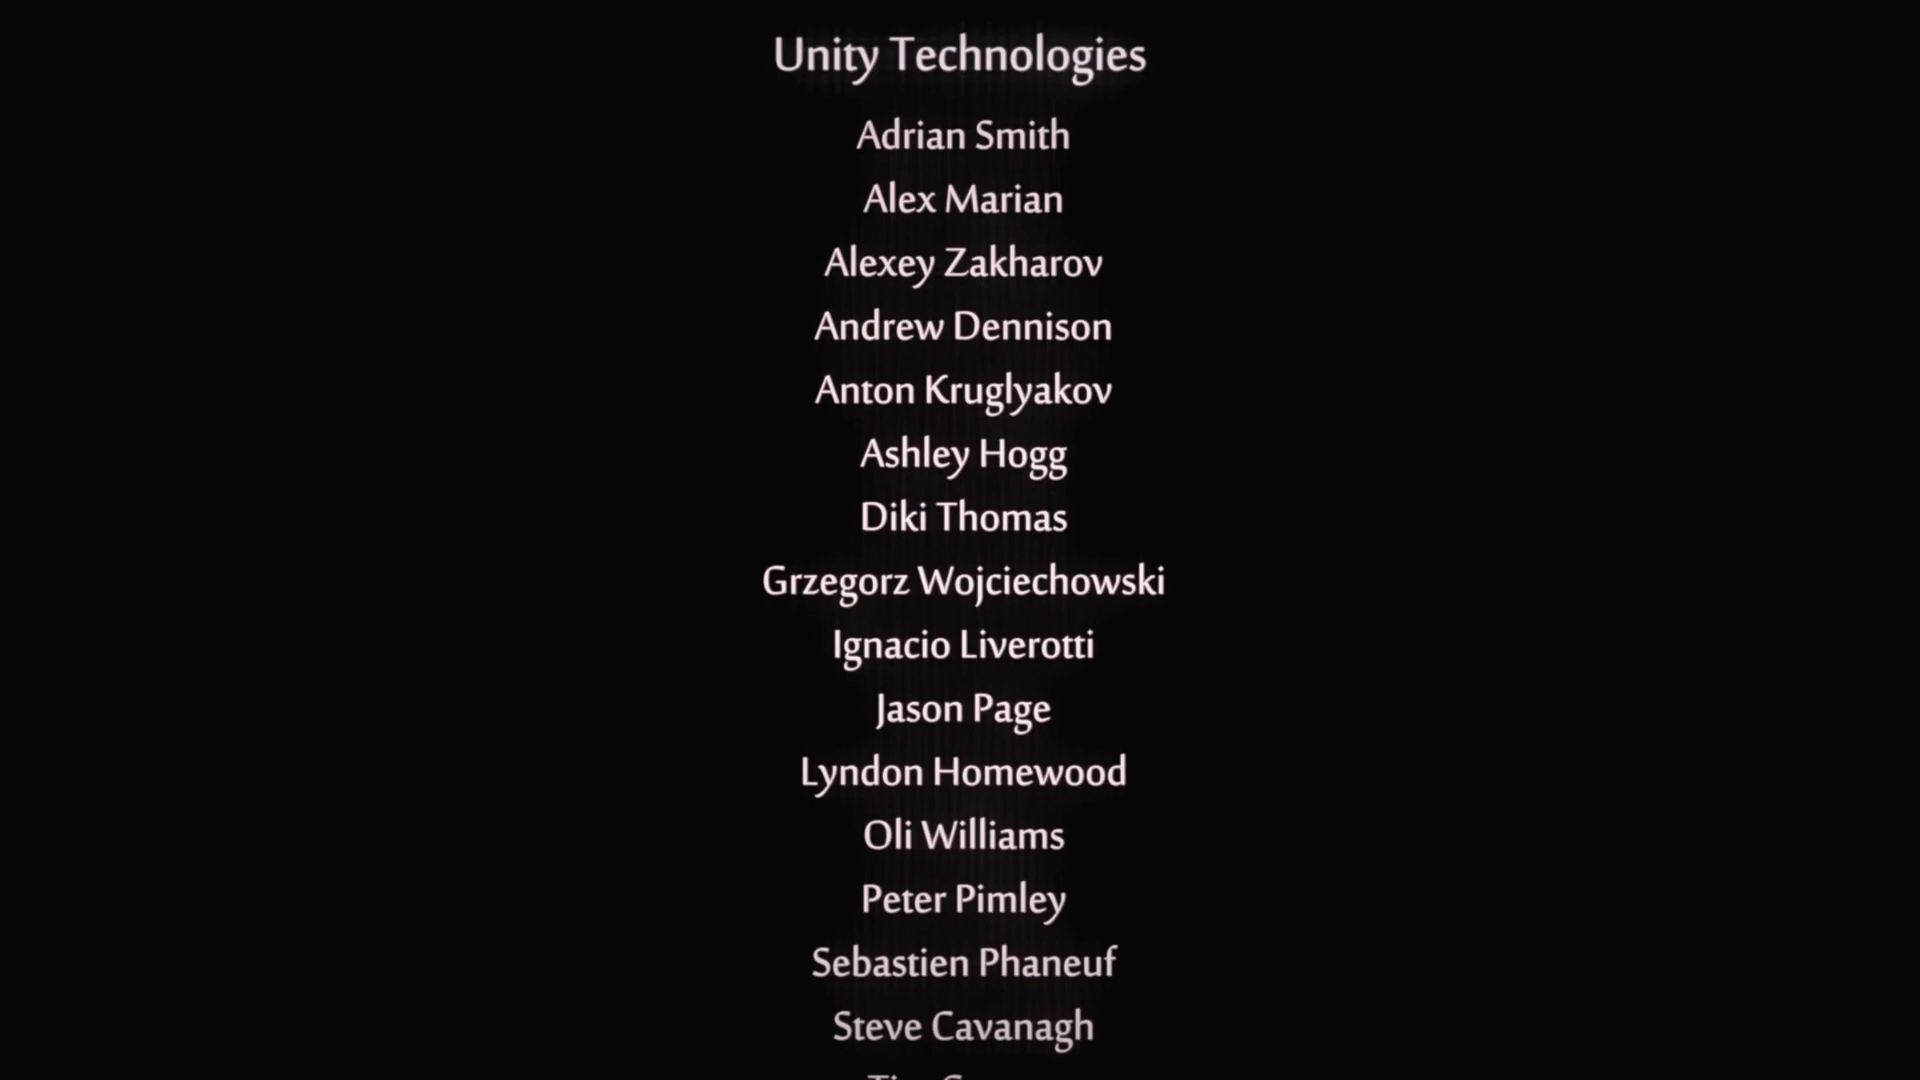 Unity Technologies
Adrian Smith
Alex Marian
Alexey Zakharov
Andrew Dennison
Anton Kruglyakov
Ashley Hogg
Diki Thomas
Grzegorz Wojciechowski
Ignacio Liverotti
Jason Page
Lyndon Homewood
Oli Williams
Peter Pimley
Sebastien Phaneuf
Steve Cavanagh